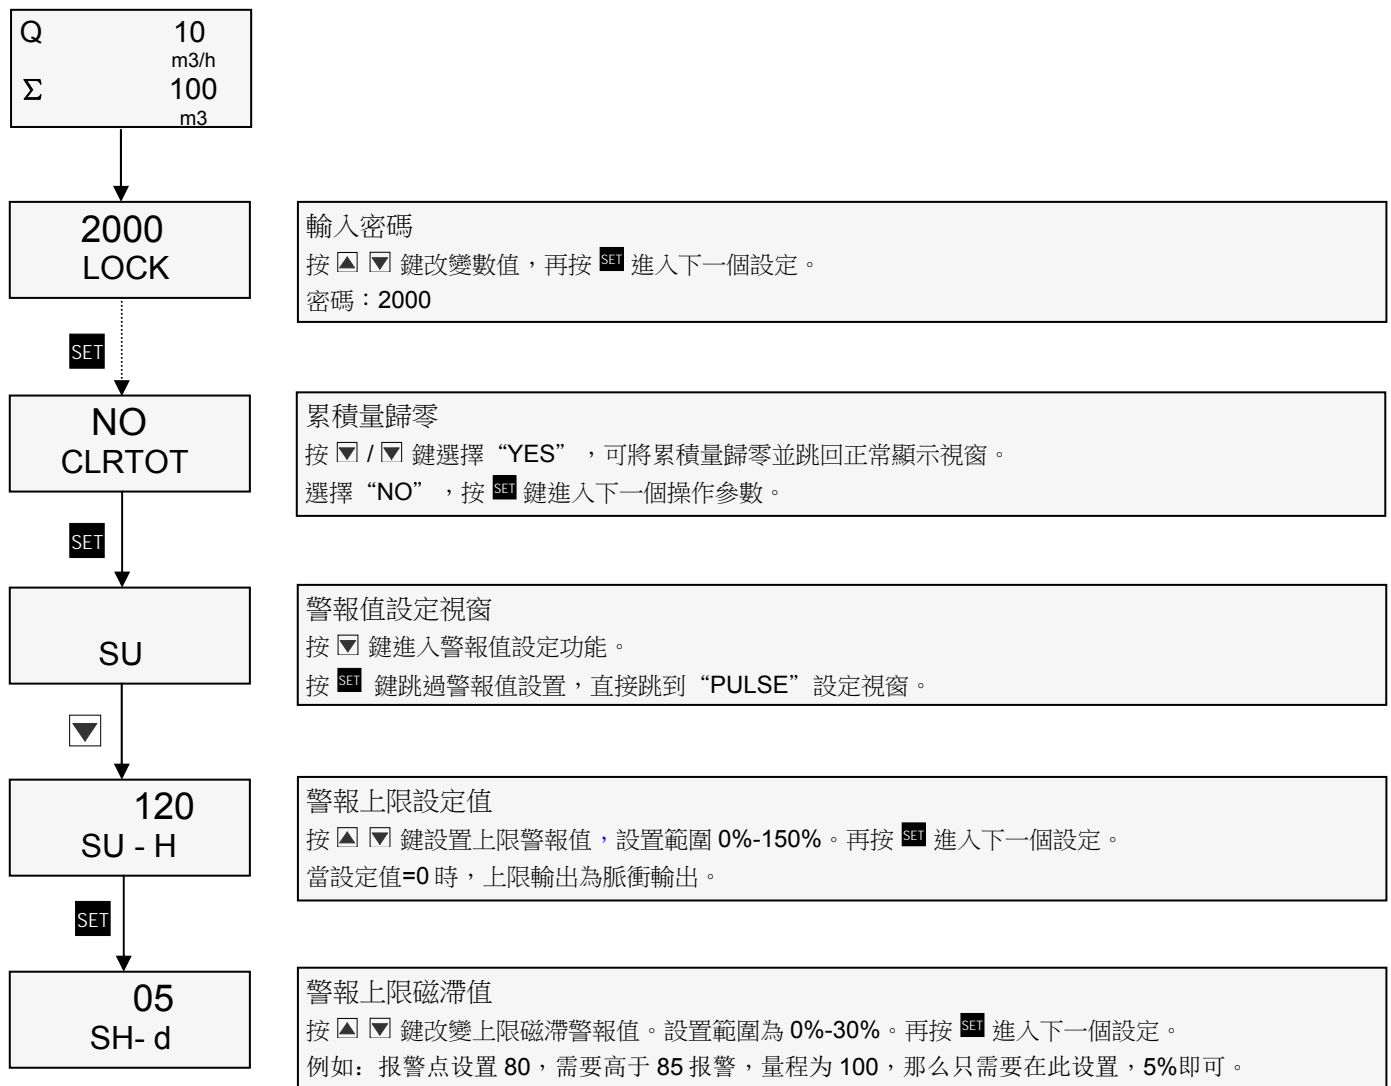 Q 10
m3/h
Σ 100
m3
2000
LOCK
輸入密碼
按 ▲ ▼ 鍵改變數值，再按 SET 進入下一個設定。
密碼：2000
SET
NO
CLRTOT
累積量歸零
按 ▼ / ▼ 鍵選擇“YES”，可將累積量歸零並跳回正常顯示視窗。
選擇“NO”，按 SET 鍵進入下一個操作參數。
SET
SU
警報值設定視窗
按 ▼ 鍵進入警報值設定功能。
按 SET 鍵跳過警報值設置，直接跳到“PULSE”設定視窗。
▼
120
SU - H
警報上限設定值
按 ▲ ▼ 鍵設置上限警報值，設置範圍 0%-150%。再按 SET 進入下一個設定。
當設定值=0 時，上限輸出為脈衝輸出。
SET
05
SH- d
警報上限磁滯值
按 ▲ ▼ 鍵改變上限磁滯警報值。設置範圍為 0%-30%。再按 SET 進入下一個設定。
例如：报警点设置 80，需要高于 85 报警，量程为 100，那么只需要在此设置，5%即可。